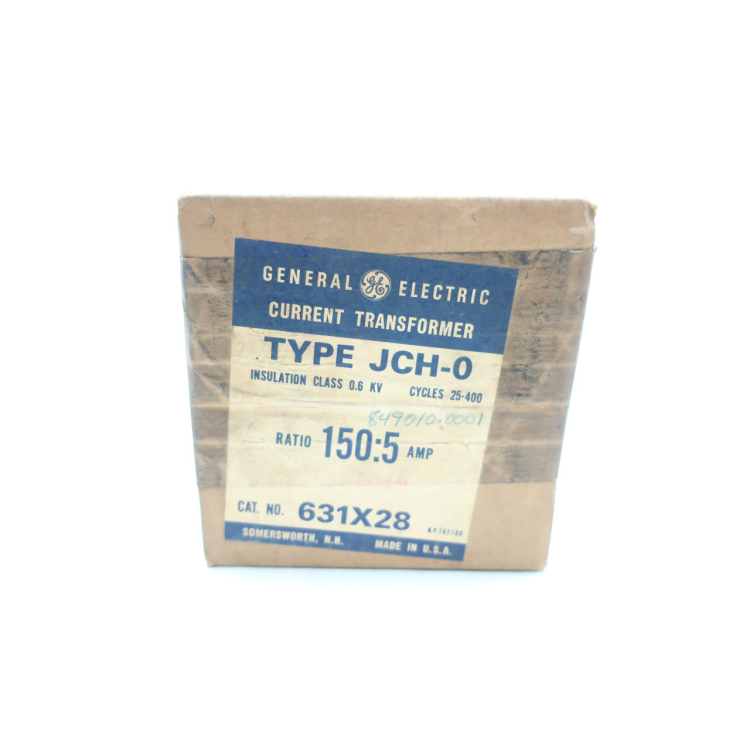 GENERAL GE ELECTRIC
CURRENT TRANSFORMER
TYPE JCH-0
INSULATION CLASS 0.6 KV CYCLES 25-400
849010-0001
RATIO 150:5 AMP
CAT. NO. 631X28
SOMERSWORTH, N.H. MADE IN U.S.A.